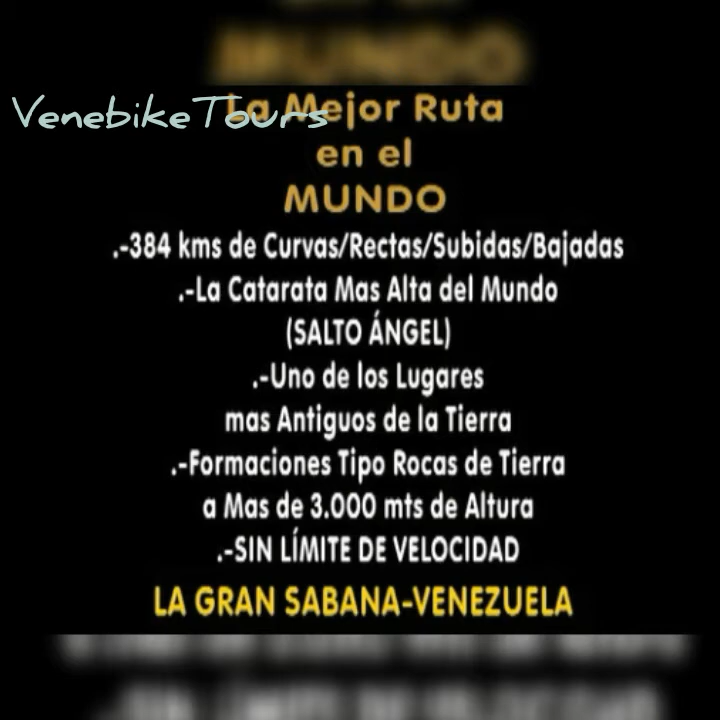 MUNDO
VenebikeTours
La Mejor Ruta
en el
MUNDO
.-384 kms de Curvas/Rectas/Subidas/Bajadas
.-La Catarata Mas Alta del Mundo
(SALTO ÁNGEL)
.-Uno de los Lugares
mas Antiguos de la Tierra
.-Formaciones Tipo Rocas de Tierra
a Mas de 3.000 mts de Altura
.-SIN LÍMITE DE VELOCIDAD
LA GRAN SABANA-VENEZUELA